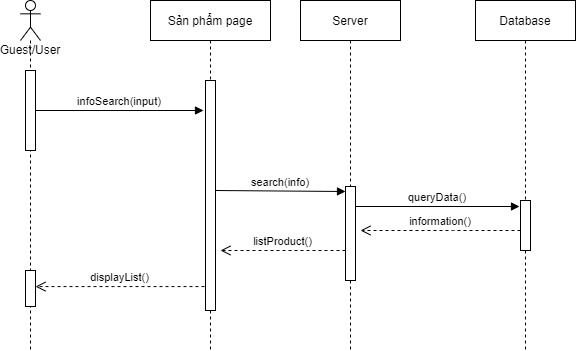 Guest/User
Sản phẩm page
Server
Database
infoSearch(input)
search(info)
queryData()
information()
listProduct()
displayList()